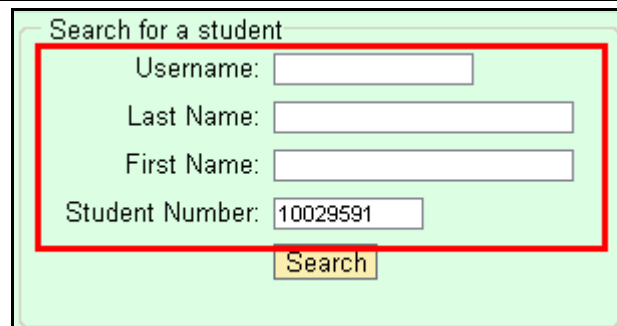 Search for a student
Username:
Last Name:
First Name:
Student Number: 10029591
Search